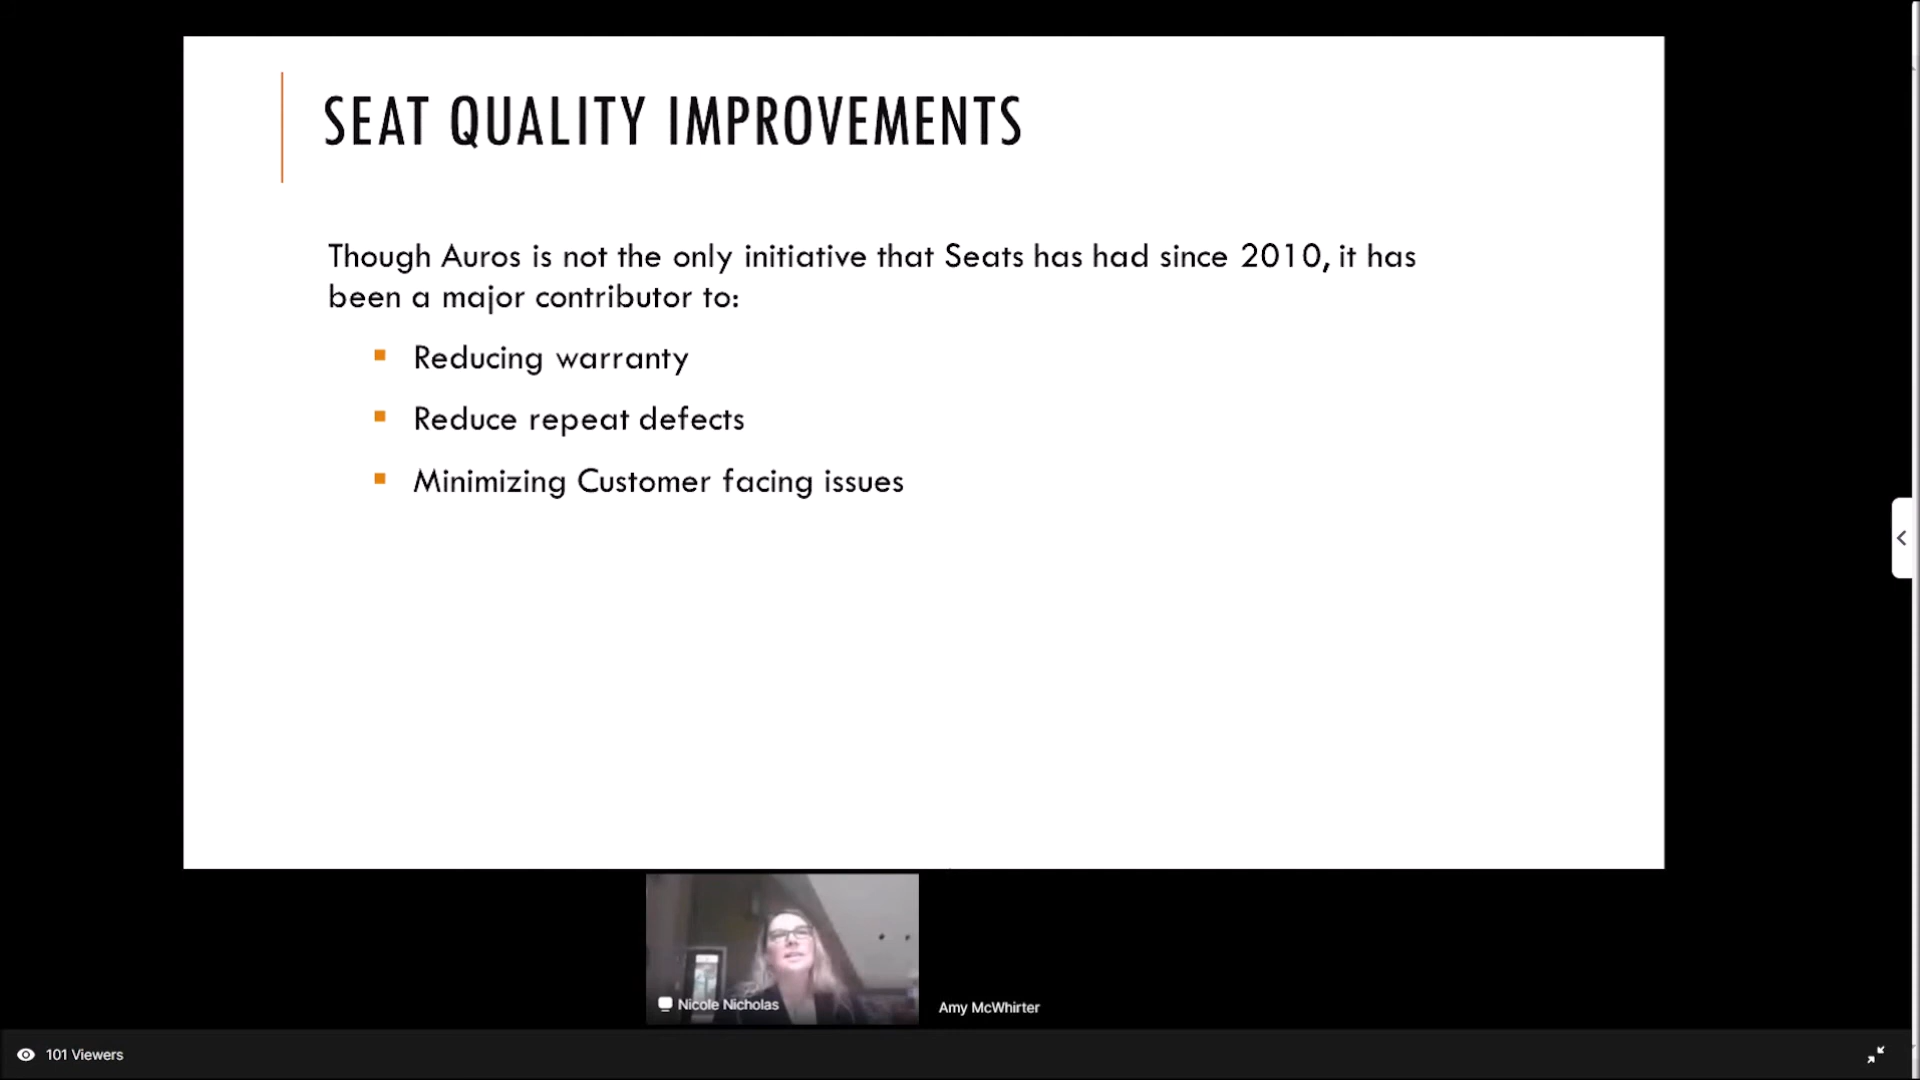 SEAT QUALITY IMPROVEMENTS
Though Auros is not the only initiative that Seats has had since 2010, it has
been a major contributor to:
Reducing warranty
Reduce repeat defects
Minimizing Customer facing issues
Nicole Nicholas
Amy McWhirter
101 Viewers